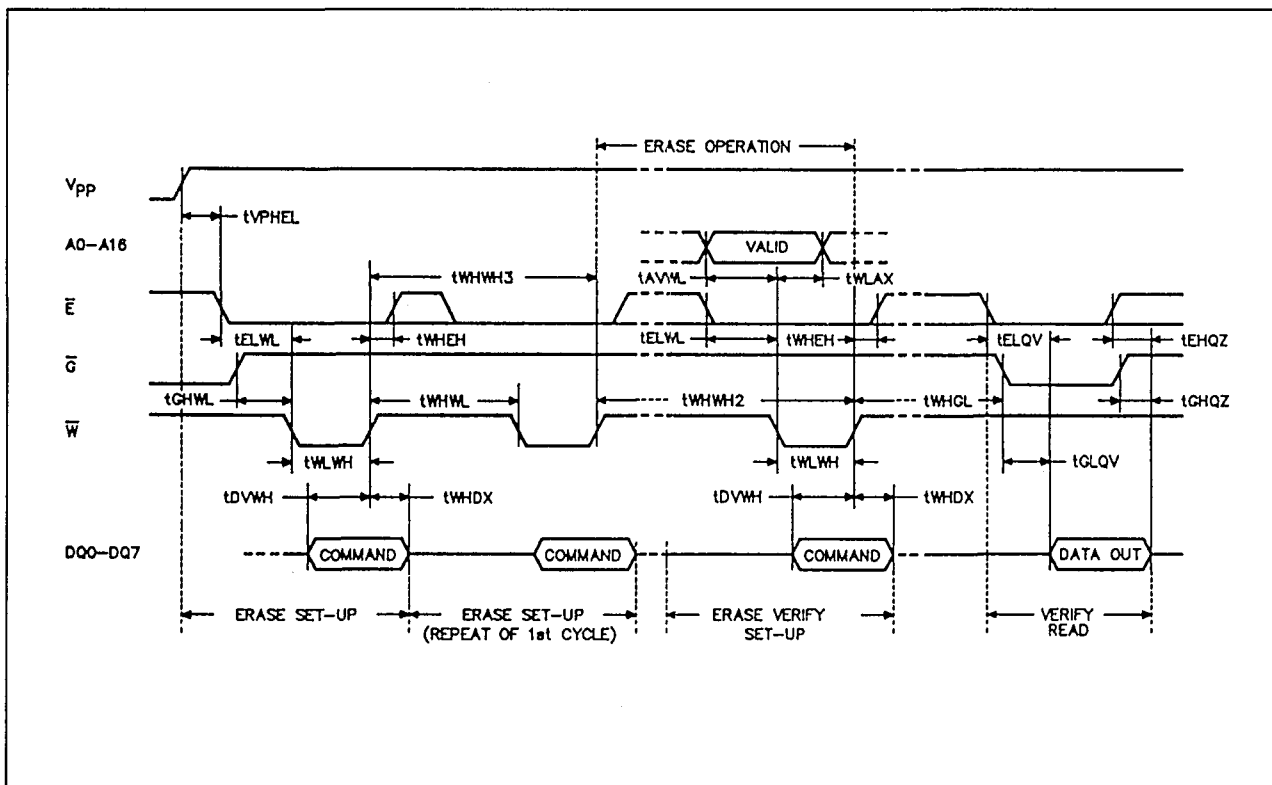 ERASE OPERATION
VPP
tVPHEL
A0-A16
VALID
tWHWH3
tAVWL
tWLAX
E
tELWL
tWHEH
tELWL
tWHEH
tELQV
tEHQZ
G
tGHWL
tWHWL
tWHWH2
tWHGL
tGHQZ
W
tWLWH
tWLWH
tGLQV
tDVWH
tWHDX
tDVWH
tWHDX
DQ0-DQ7
COMMAND
COMMAND
COMMAND
DATA OUT
ERASE SET-UP
ERASE SET-UP
(REPEAT OF 1st CYCLE)
ERASE VERIFY
SET-UP
VERIFY
READ